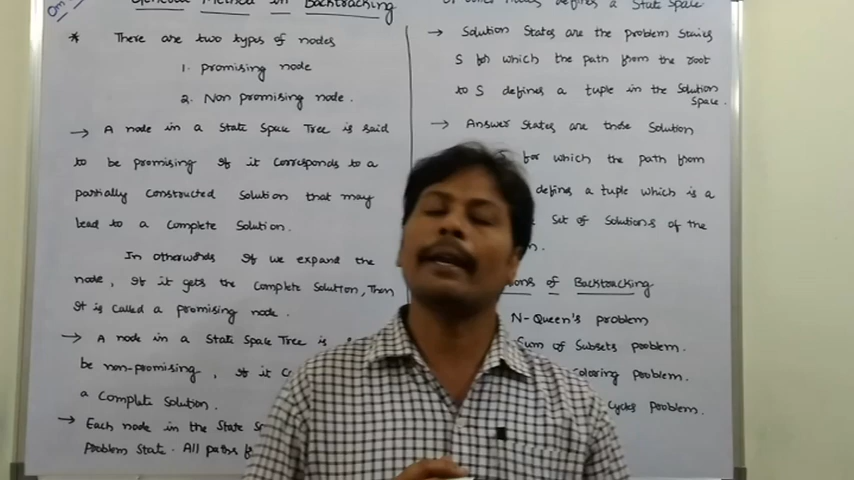 General Method in Backtracking
* There are two types of nodes
1. Promising node
2. Non promising node.
→ A node in a State Space Tree is said
to be promising if it corresponds to a
partially constructed solution that may
lead to a complete solution.
In otherwords if we expand the
node, if it gets the complete solution, Then
it is called a promising node.
→ A node in a State Space Tree is
be non-promising, if it
a complete solution.
→ Each node in the State
Problem State. All paths
defines a State Space
→ Solution States are the problem States
S for which the path from the root
to S defines a tuple in the Solution
Space.
→ Answer States are those Solution
for which the path from
defines a tuple which is a
Set of Solutions of the
of Backtracking
N-Queen's problem
Sum of Subsets problem.
Coloring problem.
Cycles problem.